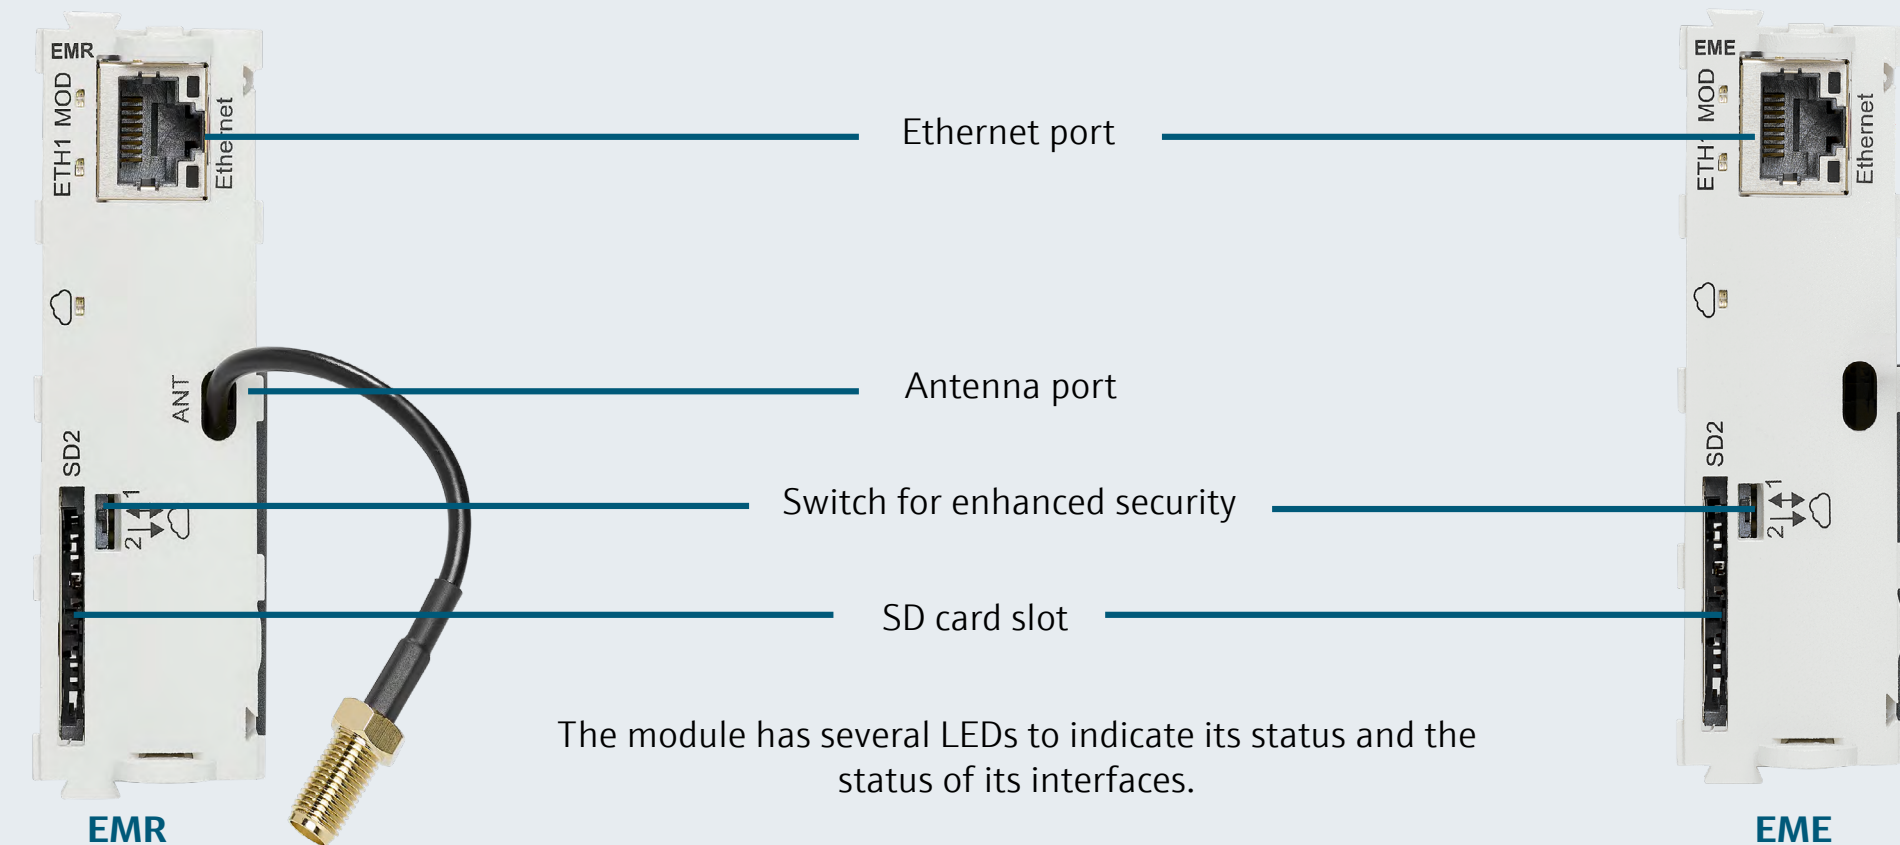 EMR
MOD
ETH1
Ethernet
ANT
SD2
1
2
Ethernet port
Antenna port
Switch for enhanced security
SD card slot
The module has several LEDs to indicate its status and the
status of its interfaces.
EME
MOD
ETH1
Ethernet
SD2
1
2
EMR
EME